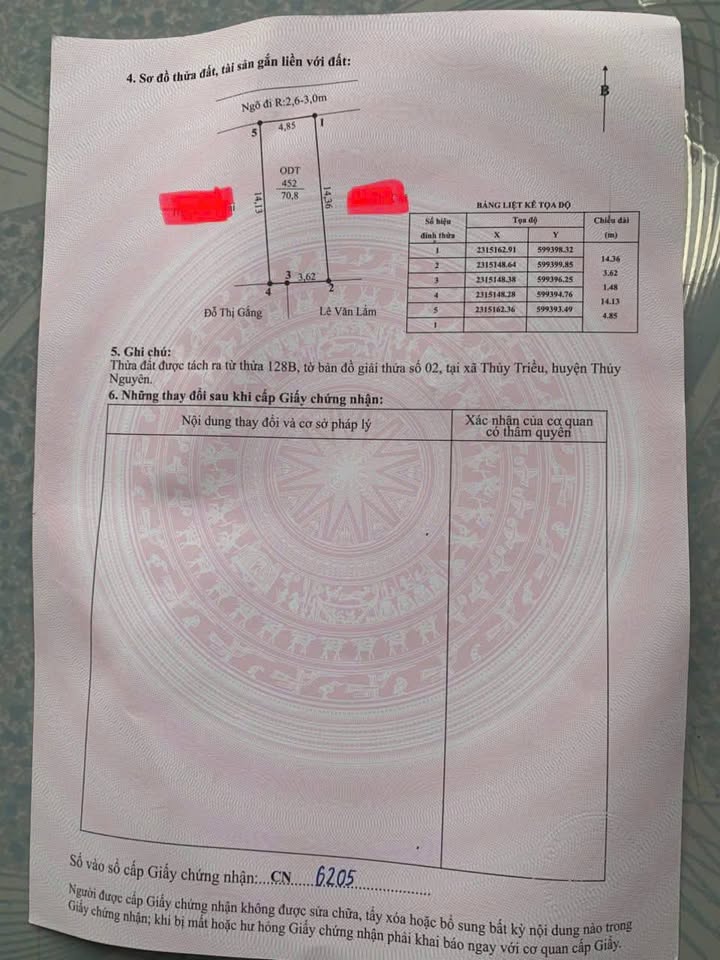 4. Sơ đồ thửa đất, tài sản gắn liền với đất:
B
Ngõ đi R:2,6-3,0m
5
4,85
1
ODT
452
70,8
14,13
14,36
3
3,62
4
2
Đỗ Thị Gắng
Lê Văn Lẫm
BẢNG LIỆT KÊ TỌA ĐỘ
Số hiệu đỉnh thửa Tọa độ Chiều dài (m)
X Y
1 2315162.91 599398.32
14.36
2 2315148.64 599399.85
3.62
3 2315148.38 599396.25
1.48
4 2315148.28 599394.76
14.13
5 2315162.36 599393.49
4.85
1
5. Ghi chú:
Thửa đất được tách ra từ thửa 128B, tờ bản đồ giải thửa số 02, tại xã Thủy Triều, huyện Thủy
Nguyên.
6. Những thay đổi sau khi cấp Giấy chứng nhận:
Nội dung thay đổi và cơ sở pháp lý
Xác nhận của cơ quan
có thẩm quyền
Số vào sổ cấp Giấy chứng nhận:...CN.....6205
Người được cấp Giấy chứng nhận không được sửa chữa, tẩy xóa hoặc bổ sung bất kỳ nội dung nào trong
Giấy chứng nhận; khi bị mất hoặc hư hỏng Giấy chứng nhận phải khai báo ngay với cơ quan cấp Giấy.